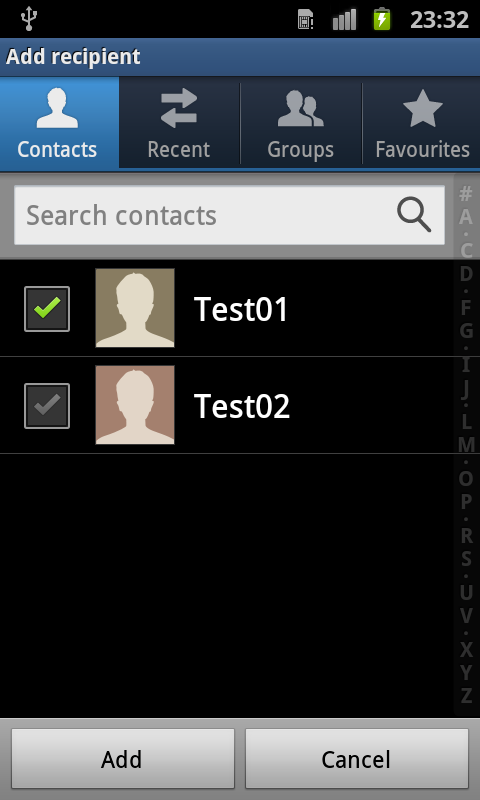 23:32
Add recipient
Contacts
Recent
Groups
Favourites
Search contacts
#
A
.
C
D
.
F
G
.
I
J
.
L
M
.
O
P
.
R
S
.
U
V
.
X
Y
Z
Test01
Test02
Add
Cancel